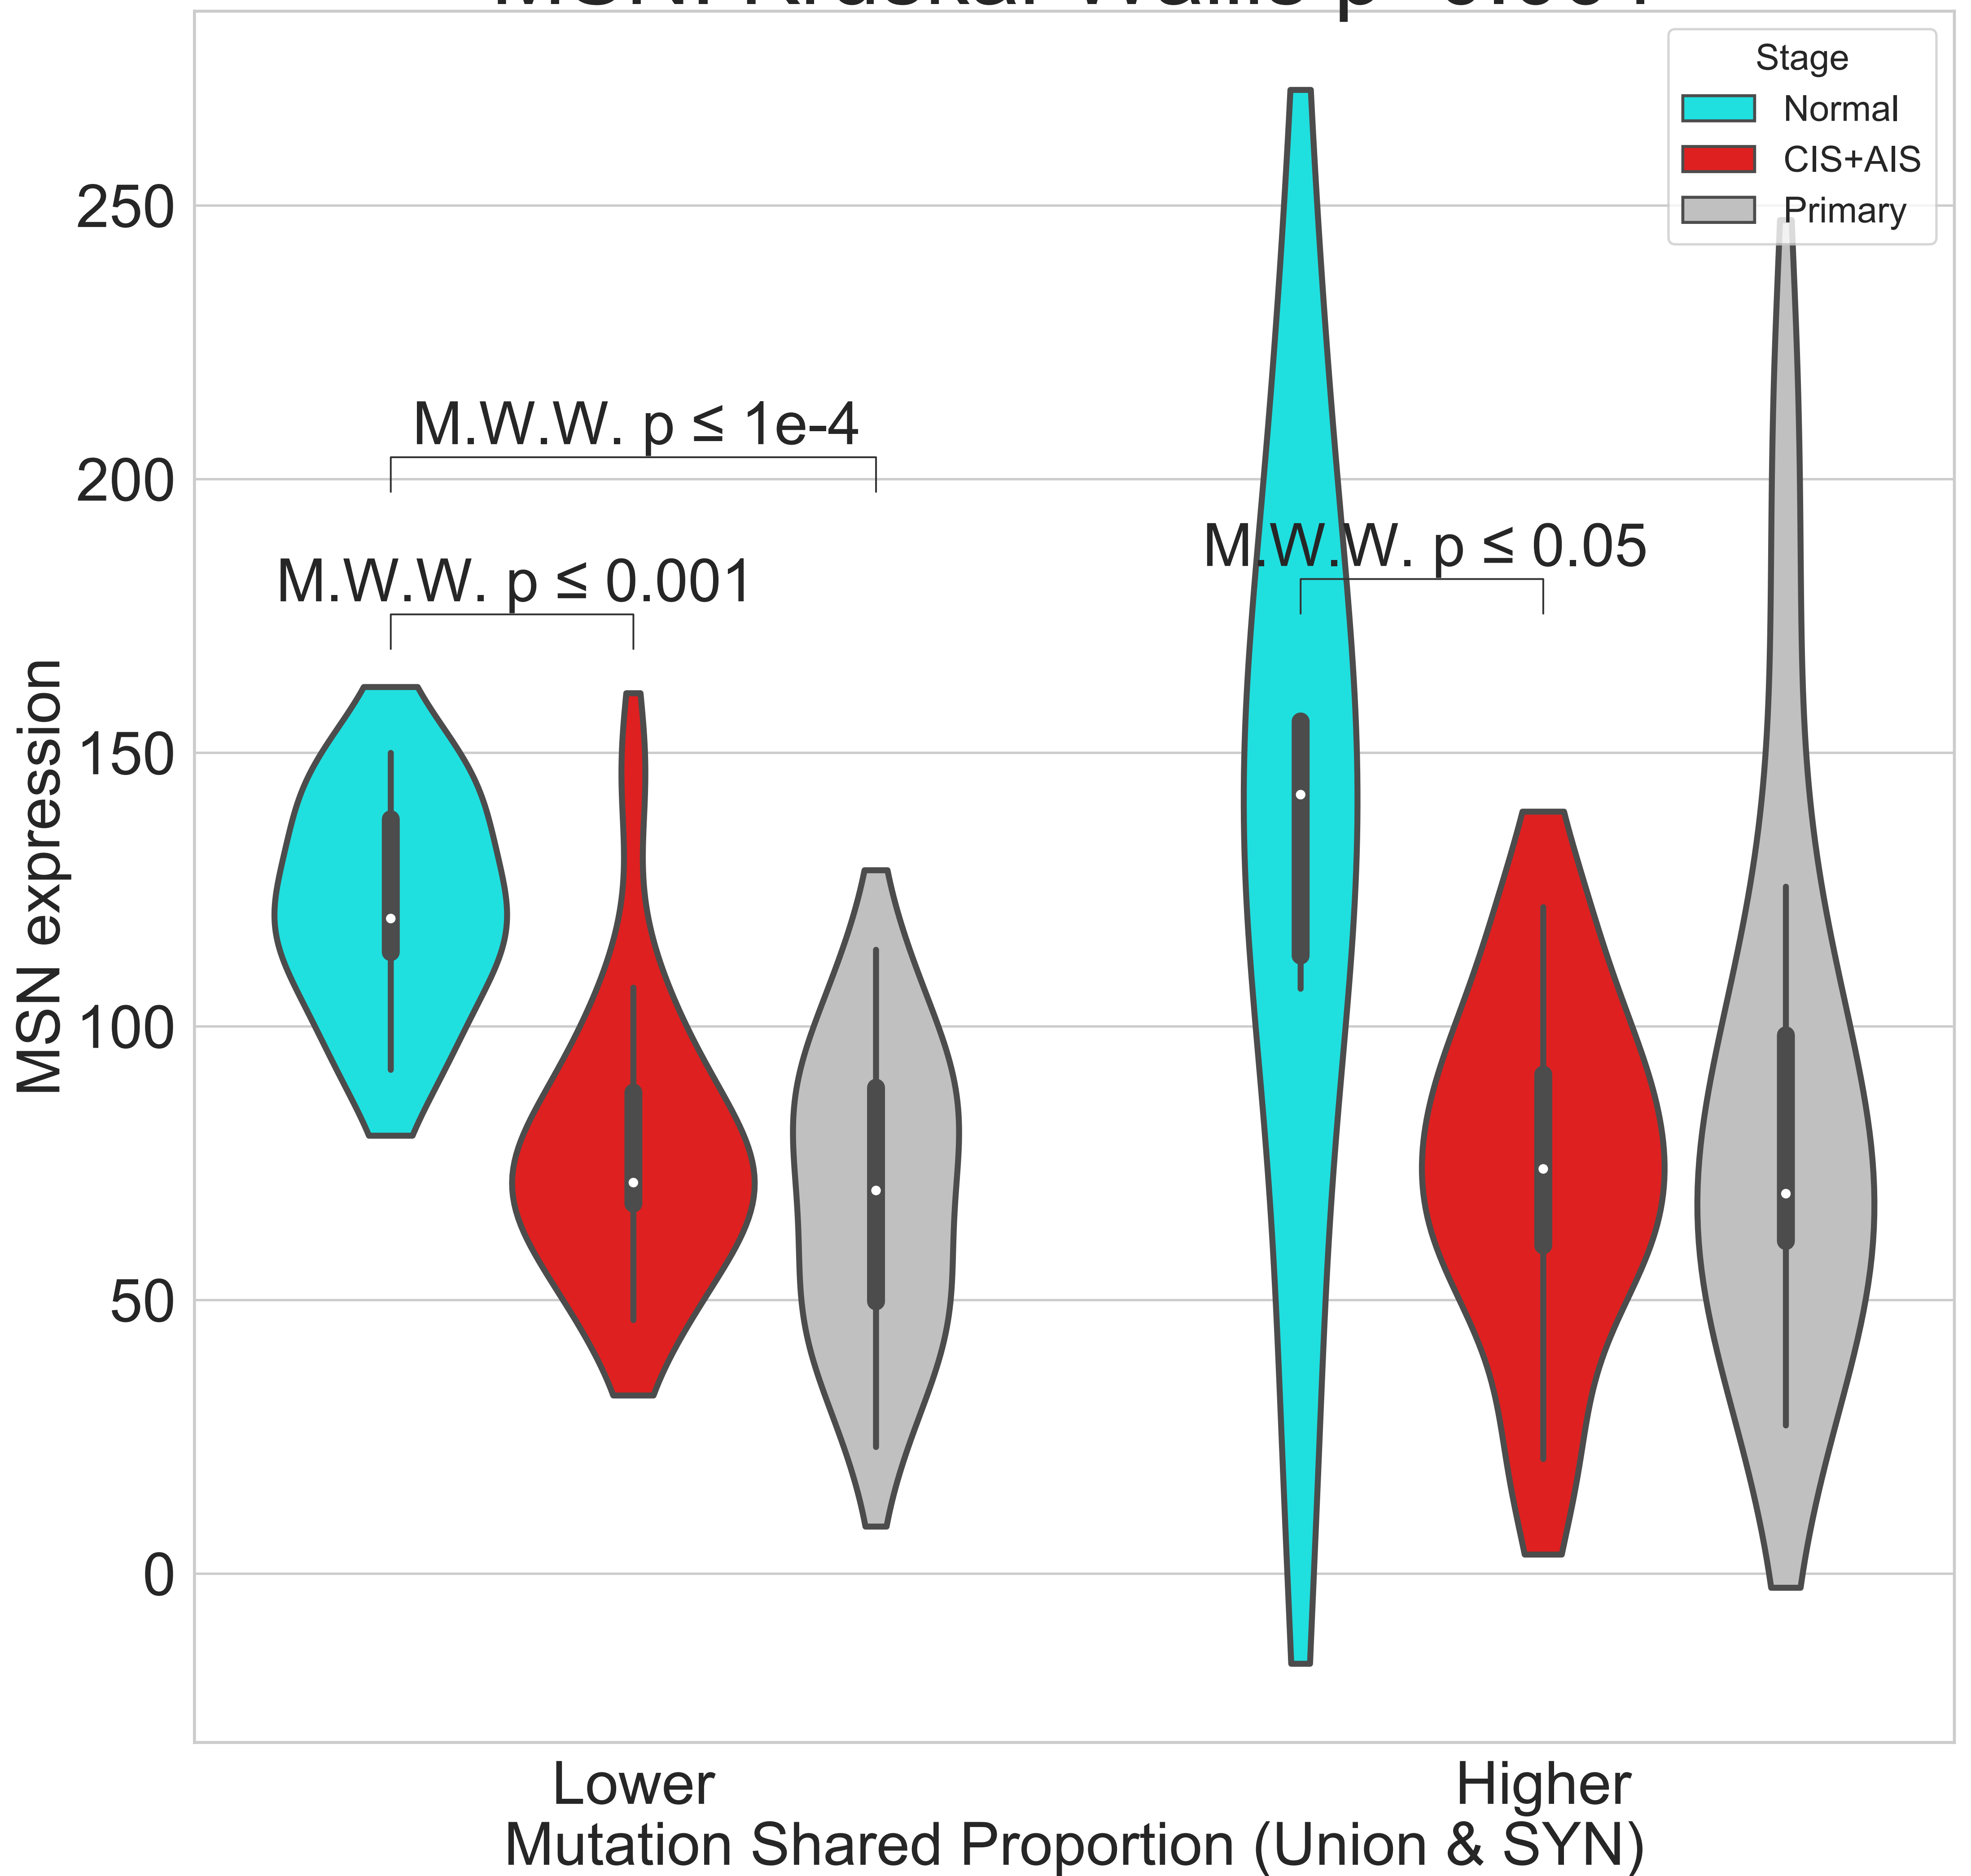 Stage
Normal
CIS+AIS
Primary
250
200
150
100
50
0
MSN expression
M.W.W. p ≤ 1e-4
M.W.W. p ≤ 0.001
M.W.W. p ≤ 0.05
Lower
Higher
Mutation Shared Proportion (Union & SYN)